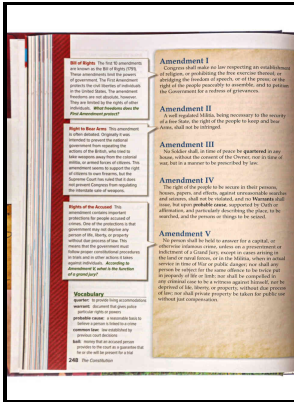 Bill of Rights The first 10 amendments
are known as the Bill of Rights (1791).
These amendments limit the powers
of government. The First Amendment
protects the civil liberties of individuals
in the United States. The amendment
freedoms are not absolute, however.
They are limited by the rights of other
individuals. What freedoms does the
First Amendment protect?
Right to Bear Arms This amendment
is often debated. Originally it was
intended to prevent the national
government from repeating the
actions of the British, who tried to
take weapons away from the colonial
militia, or armed forces of citizens. This
amendment seems to support the right
of citizens to own firearms, but the
Supreme Court has ruled that it does
not prevent Congress from regulating
the interstate sale of weapons.
Rights of the Accused This
amendment contains important
protections for people accused of
crimes. One of the protections is that
government may not deprive any
person of life, liberty, or property
without due process of law. This
means that the government must
follow proper constitutional procedures
in trials and in other actions it takes
against individuals. According to
Amendment V, what is the function
of a grand jury?
Vocabulary
quarter to provide living accommodations
warrant document that gives police
particular rights or powers
probable cause a reasonable basis to
believe a person is linked to a crime
common law law established by
previous court decisions
bail money that an accused person
provides to the court as a guarantee that
he or she will be present for a trial
248 The Constitution
Amendment I
Congress shall make no law respecting an establishment
of religion, or prohibiting the free exercise thereof; or
abridging the freedom of speech, or of the press; or the
right of the people peaceably to assemble, and to petition
the Government for a redress of grievances.
Amendment II
A well regulated Militia, being necessary to the security
of a free State, the right of the people to keep and bear
Arms, shall not be infringed.
Amendment III
No Soldier shall, in time of peace be quartered in any
house, without the consent of the Owner, nor in time of
war, but in a manner to be prescribed by law.
Amendment IV
The right of the people to be secure in their persons,
houses, papers, and effects, against unreasonable searches
and seizures, shall not be violated, and no Warrants shall
issue, but upon probable cause, supported by Oath or
affirmation, and particularly describing the place, to be
searched, and the persons or things to be seized.
Amendment V
No person shall be held to answer for a capital, or
otherwise infamous crime, unless on a presentment or
indictment of a Grand Jury, except in cases arising in
the land or naval forces, or in the Militia, when in actual
service in time of War or public danger; nor shall any
person be subject for the same offence to be twice put
in jeopardy of life or limb; nor shall be compelled in
any criminal case to be a witness against himself, nor be
deprived of life, liberty, or property, without due process
of law; nor shall private property be taken for public use
without just compensation.